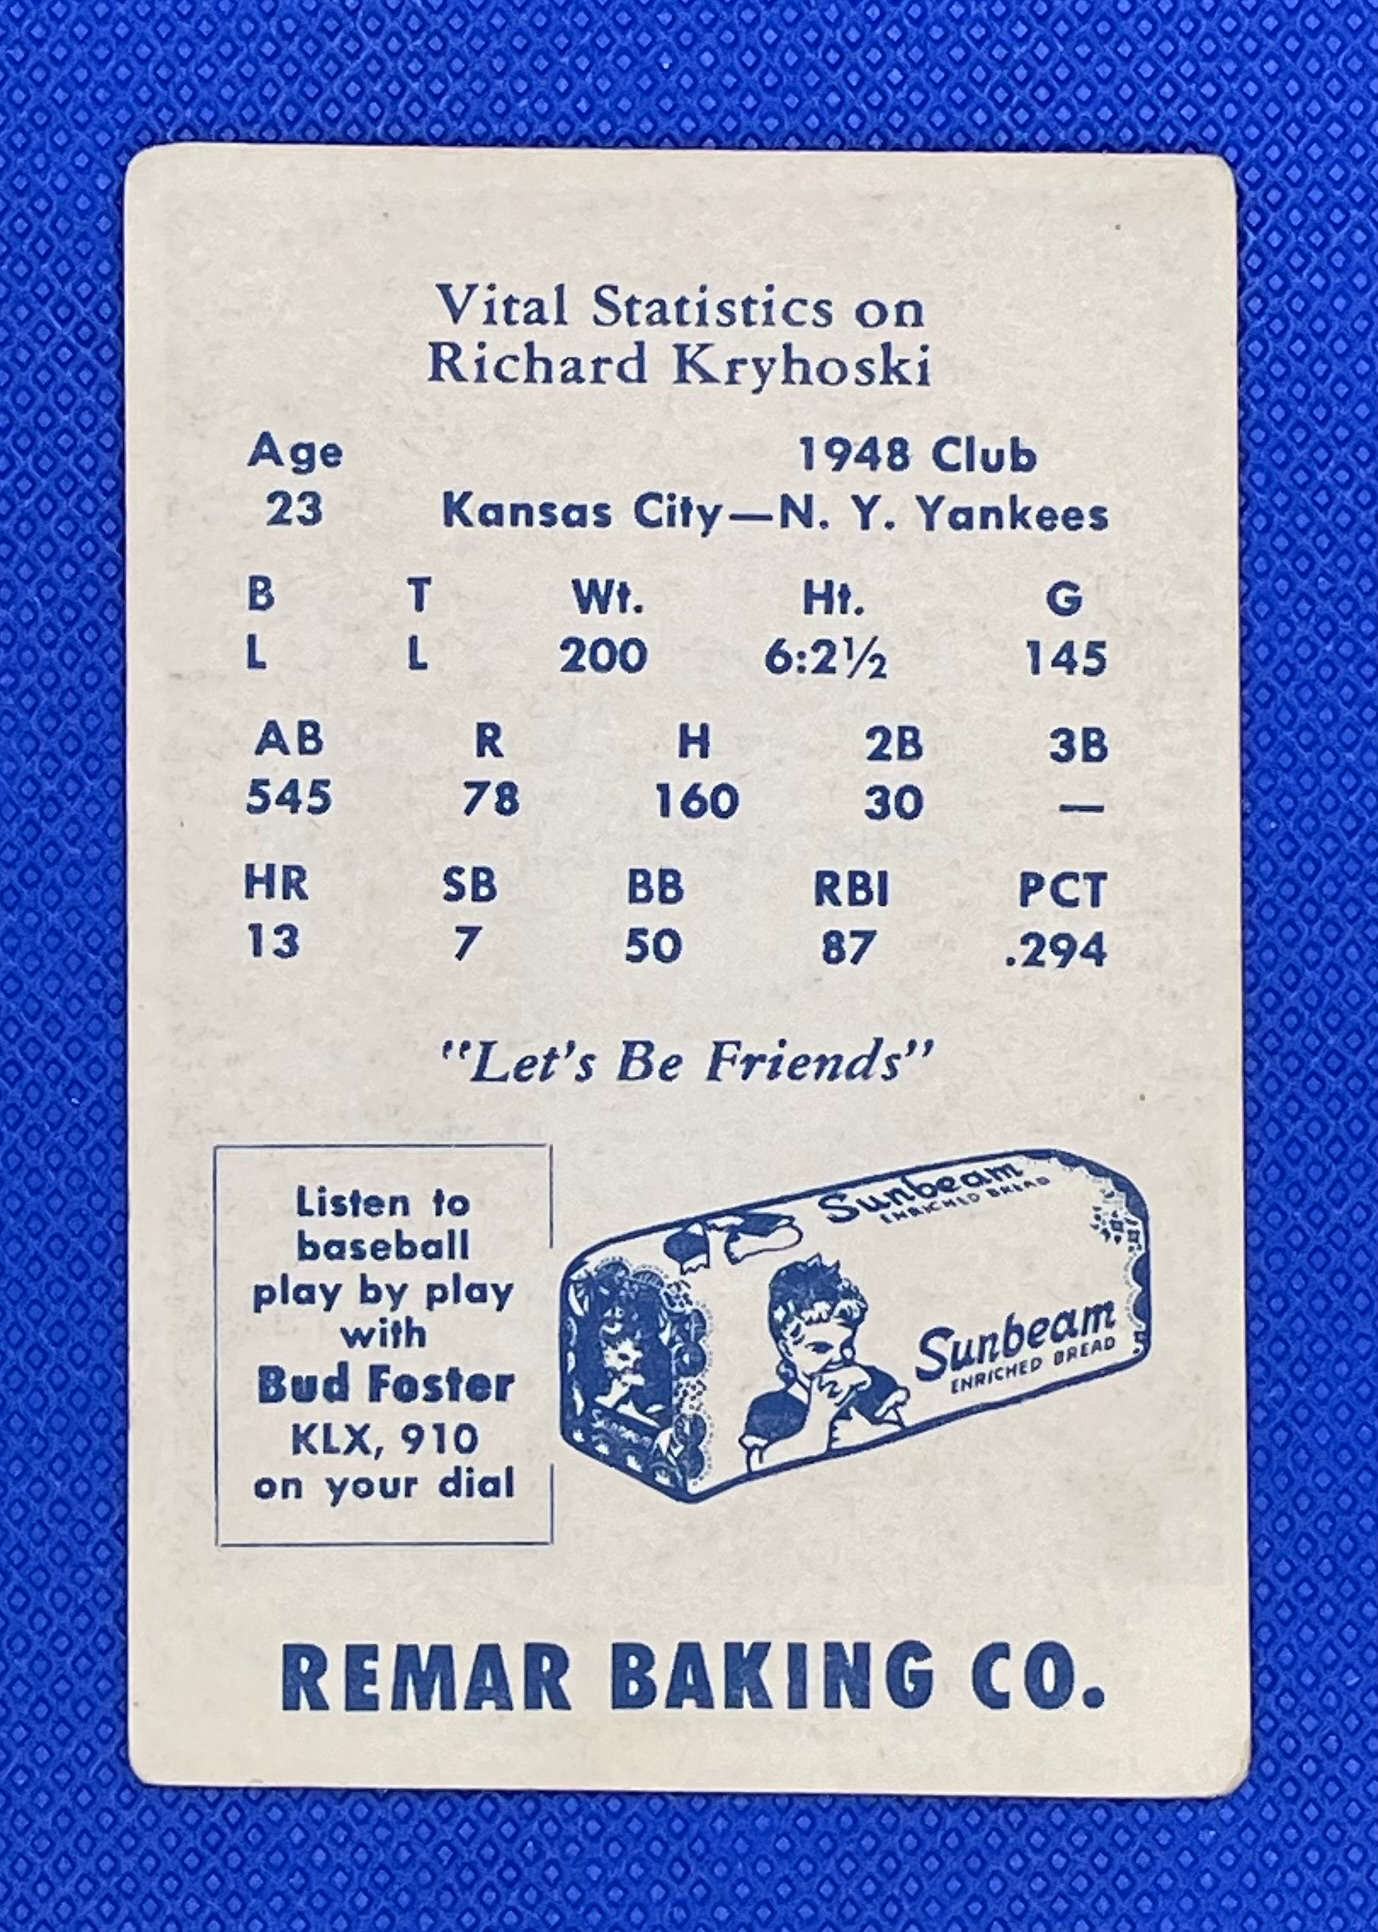 Vital Statistics on
Richard Kryhoski
Age 1948 Club
23 Kansas City—N. Y. Yankees
B T Wt. Ht. G
L L 200 6:2½ 145
AB R H 2B 3B
545 78 160 30 —
HR SB BB RBI PCT
13 7 50 87 .294
"Let's Be Friends"
Listen to
baseball
play by play
with
Bud Foster
KLX, 910
on your dial
Sunbeam
ENRICHED BREAD
Sunbeam
ENRICHED BREAD
REMAR BAKING CO.